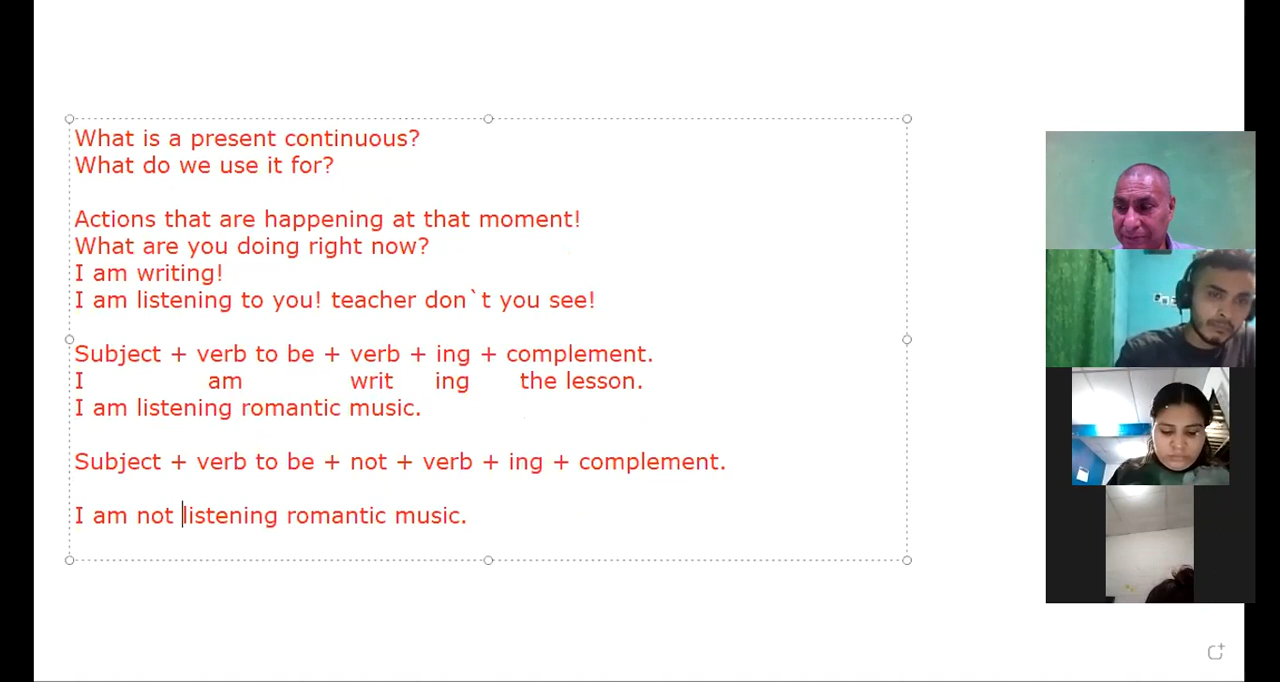 What is a present continuous?
What do we use it for?
Actions that are happening at that moment!
What are you doing right now?
I am writing!
I am listening to you! teacher don`t you see!
Subject + verb to be + verb + ing + complement.
I am writ ing the lesson.
I am listening romantic music.
Subject + verb to be + not + verb + ing + complement.
I am not listening romantic music.